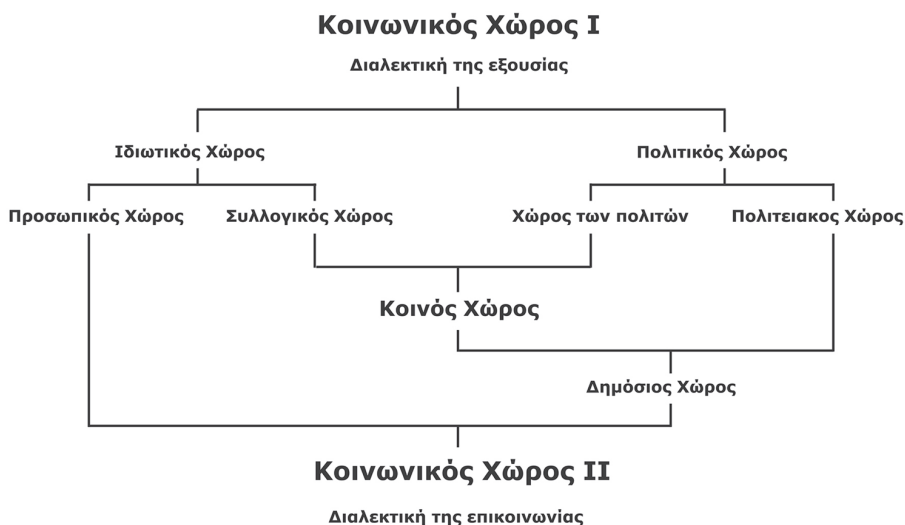 Κοινωνικός Χώρος Ι
Διαλεκτική της εξουσίας
Ιδιωτικός Χώρος
Πολιτικός Χώρος
Προσωπικός Χώρος
Συλλογικός Χώρος
Χώρος των πολιτών
Πολιτειακος Χώρος
Κοινός Χώρος
Δημόσιος Χώρος
Κοινωνικός Χώρος ΙΙ
Διαλεκτική της επικοινωνίας